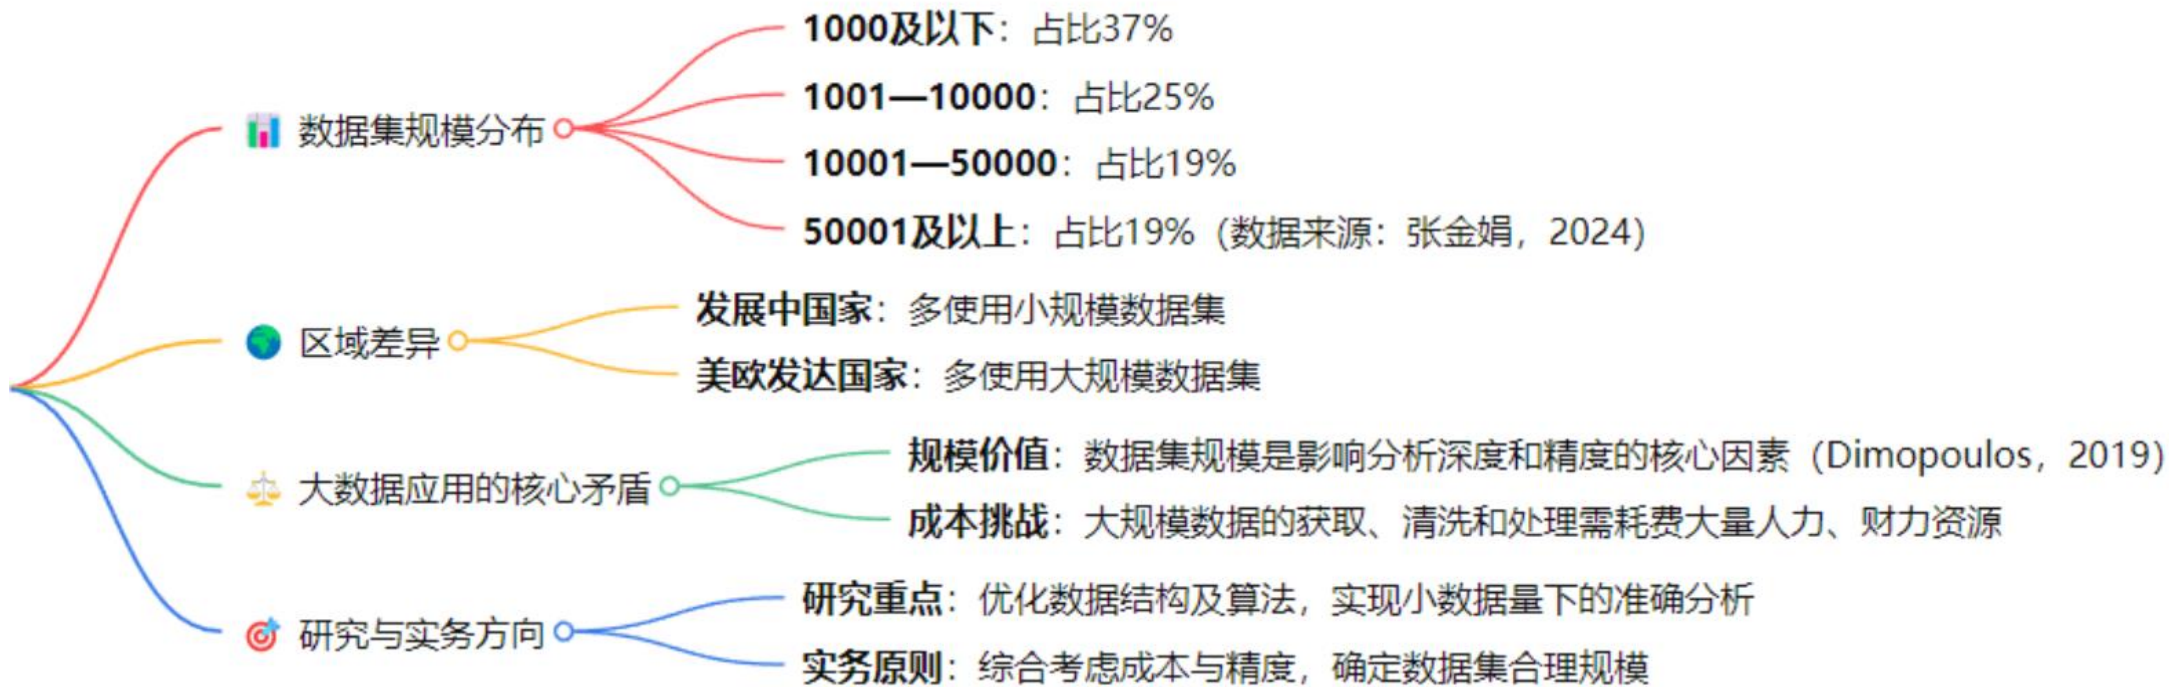 数据集规模分布
1000及以下：占比37%
1001—10000：占比25%
10001—50000：占比19%
50001及以上：占比19%（数据来源：张金娟，2024）
区域差异
发展中国家：多使用小规模数据集
美欧发达国家：多使用大规模数据集
大数据应用的核心矛盾
规模价值：数据集规模是影响分析深度和精度的核心因素（Dimopoulos，2019）
成本挑战：大规模数据的获取、清洗和处理需耗费大量人力、财力资源
研究与实务方向
研究重点：优化数据结构及算法，实现小数据量下的准确分析
实务原则：综合考虑成本与精度，确定数据集合理规模